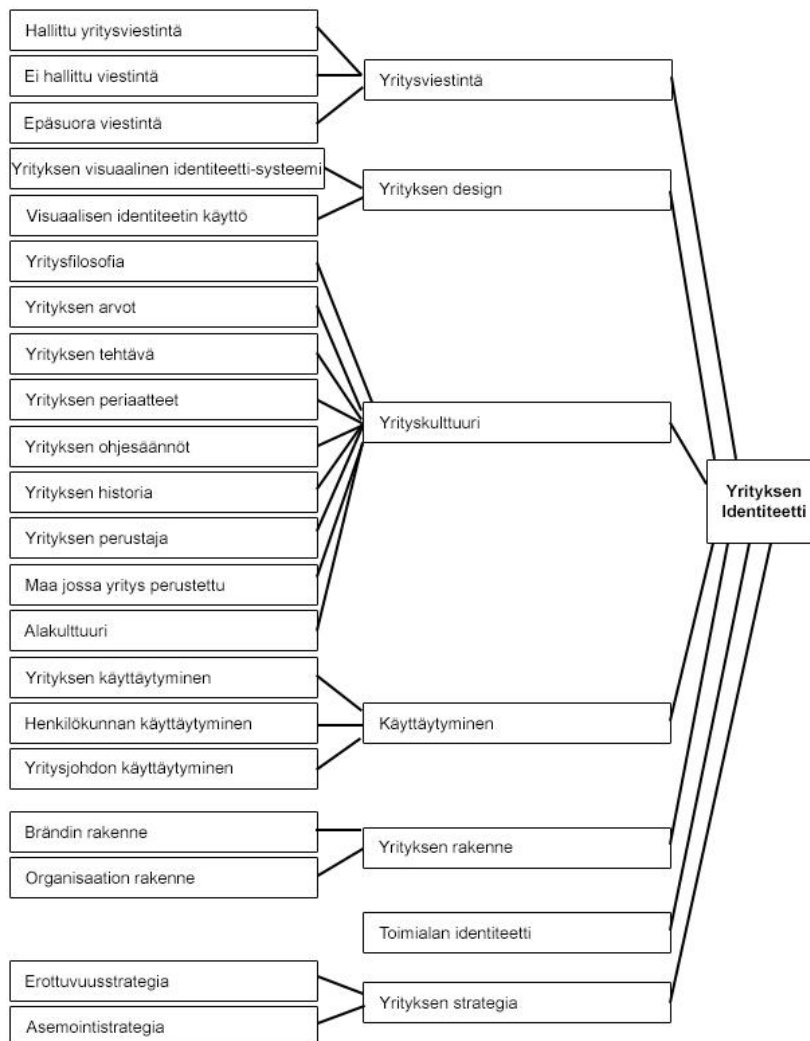 Hallittu yritysviestintä
Ei hallittu viestintä
Epäsuora viestintä
Yrityksen visuaalinen identiteetti-systeemi
Visuaalisen identiteetin käyttö
Yritysfilosofia
Yrityksen arvot
Yrityksen tehtävä
Yrityksen periaatteet
Yrityksen ohjesäännöt
Yrityksen historia
Yrityksen perustaja
Maa jossa yritys perustettu
Alakulttuuri
Yrityksen käyttäytyminen
Henkilökunnan käyttäytyminen
Yritysjohdon käyttäytyminen
Brändin rakenne
Organisaation rakenne
Erottuvuusstrategia
Asemointistrategia
Yritysviestintä
Yrityksen design
Yrityskulttuuri
Käyttäytyminen
Yrityksen rakenne
Toimialan identiteetti
Yrityksen strategia
Yrityksen
Identiteetti